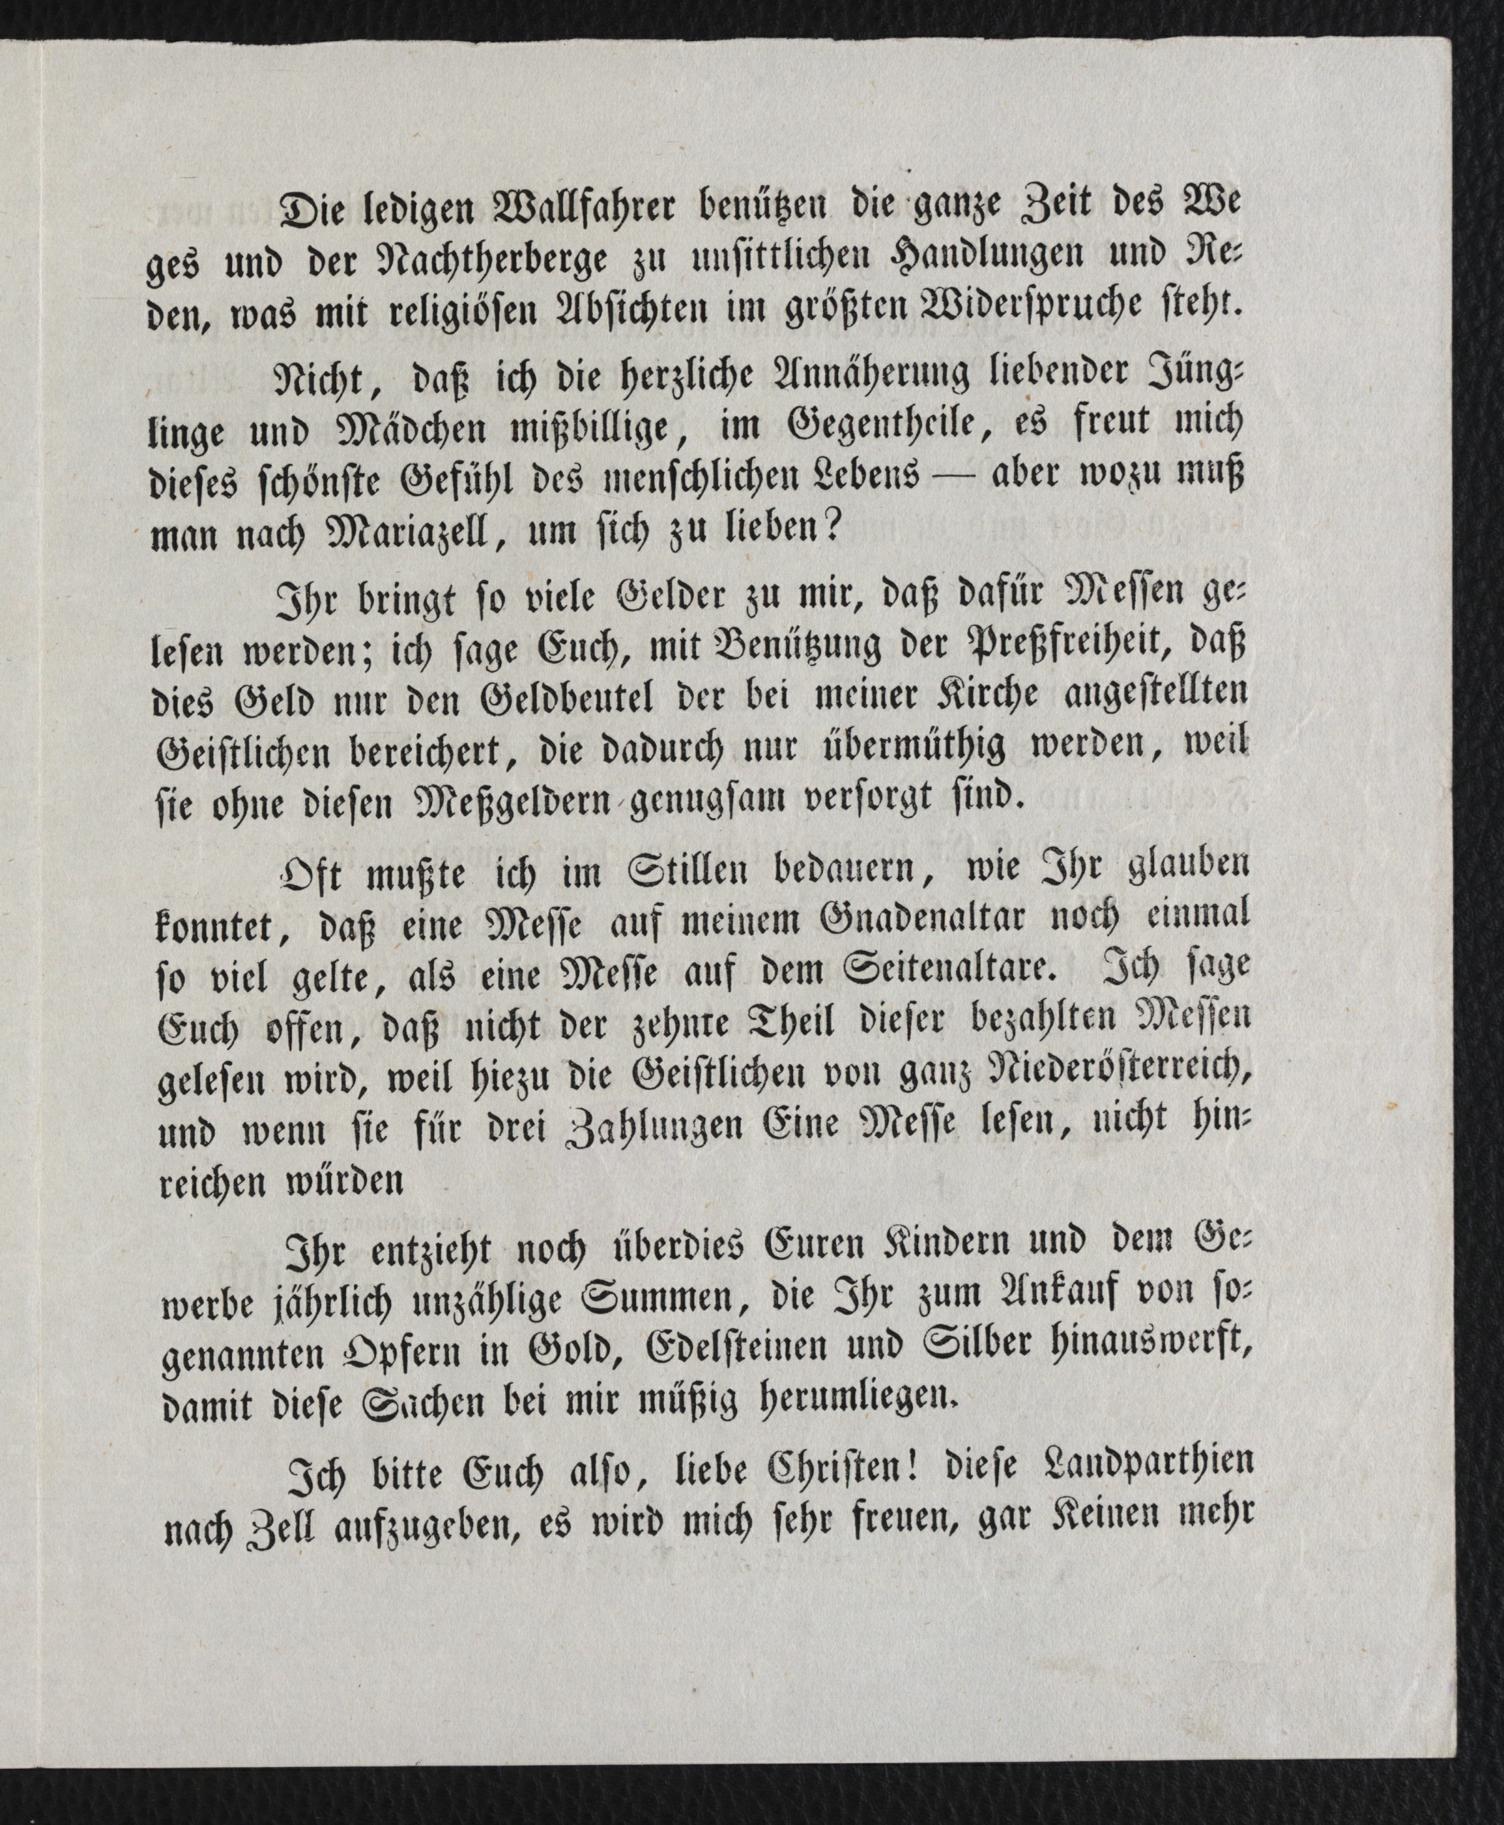 Die ledigen Wallfahrer benützen die ganze Zeit des We
ges und der Nachtherberge zu unsittlichen Handlungen und Re-
den, was mit religiösen Absichten im größten Widerspruche steht.
Nicht, daß ich die herzliche Annäherung liebender Jüng-
linge und Mädchen mißbillige, im Gegentheile, es freut mich
dieses schönste Gefühl des menschlichen Lebens — aber wozu muß
man nach Mariazell, um sich zu lieben?
Ihr bringt so viele Gelder zu mir, daß dafür Messen ge-
lesen werden; ich sage Euch, mit Benützung der Preßfreiheit, daß
dies Geld nur den Geldbeutel der bei meiner Kirche angestellten
Geistlichen bereichert, die dadurch nur übermüthig werden, weil
sie ohne diesen Meßgeldern genugsam versorgt sind.
Oft mußte ich im Stillen bedauern, wie Ihr glauben
konntet, daß eine Messe auf meinem Gnadenaltar noch einmal
so viel gelte, als eine Messe auf dem Seitenaltare. Ich sage
Euch offen, daß nicht der zehnte Theil dieser bezahlten Messen
gelesen wird, weil hiezu die Geistlichen von ganz Niederösterreich,
und wenn sie für drei Zahlungen Eine Messe lesen, nicht hin-
reichen würden
Ihr entzieht noch überdies Euren Kindern und dem Ge-
werbe jährlich unzählige Summen, die Ihr zum Ankauf von so-
genannten Opfern in Gold, Edelsteinen und Silber hinauswerft,
damit diese Sachen bei mir müßig herumliegen.
Ich bitte Euch also, liebe Christen! diese Landparthien
nach Zell aufzugeben, es wird mich sehr freuen, gar Keinen mehr